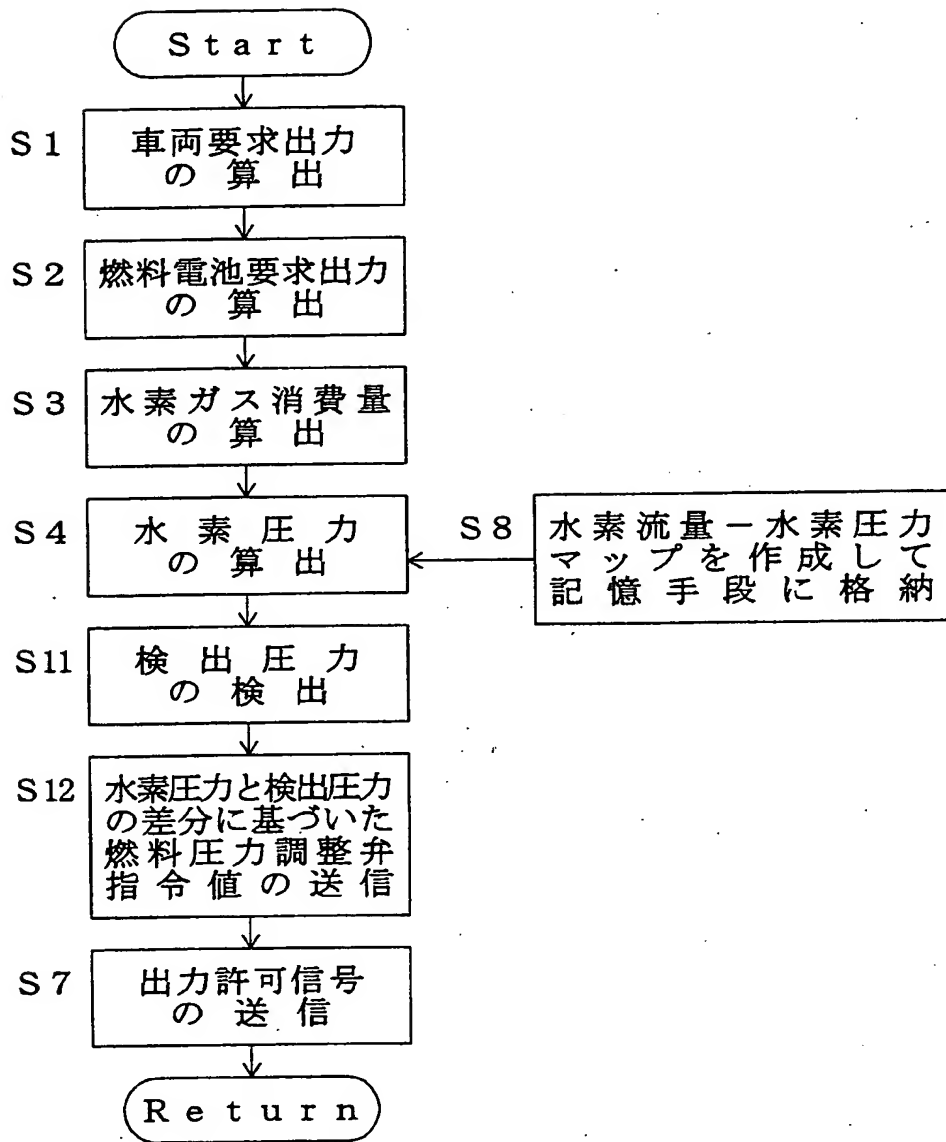 Start
S1
車両要求出力
の算出
S2
燃料電池要求出力
の算出
S3
水素ガス消費量
の算出
S4
水素圧力
の算出
S8
水素流量－水素圧力
マップを作成して
記憶手段に格納
S11
検出圧力
の検出
S12
水素圧力と検出圧力
の差分に基づいた
燃料圧力調整弁
指令値の送信
S7
出力許可信号
の送信
Return